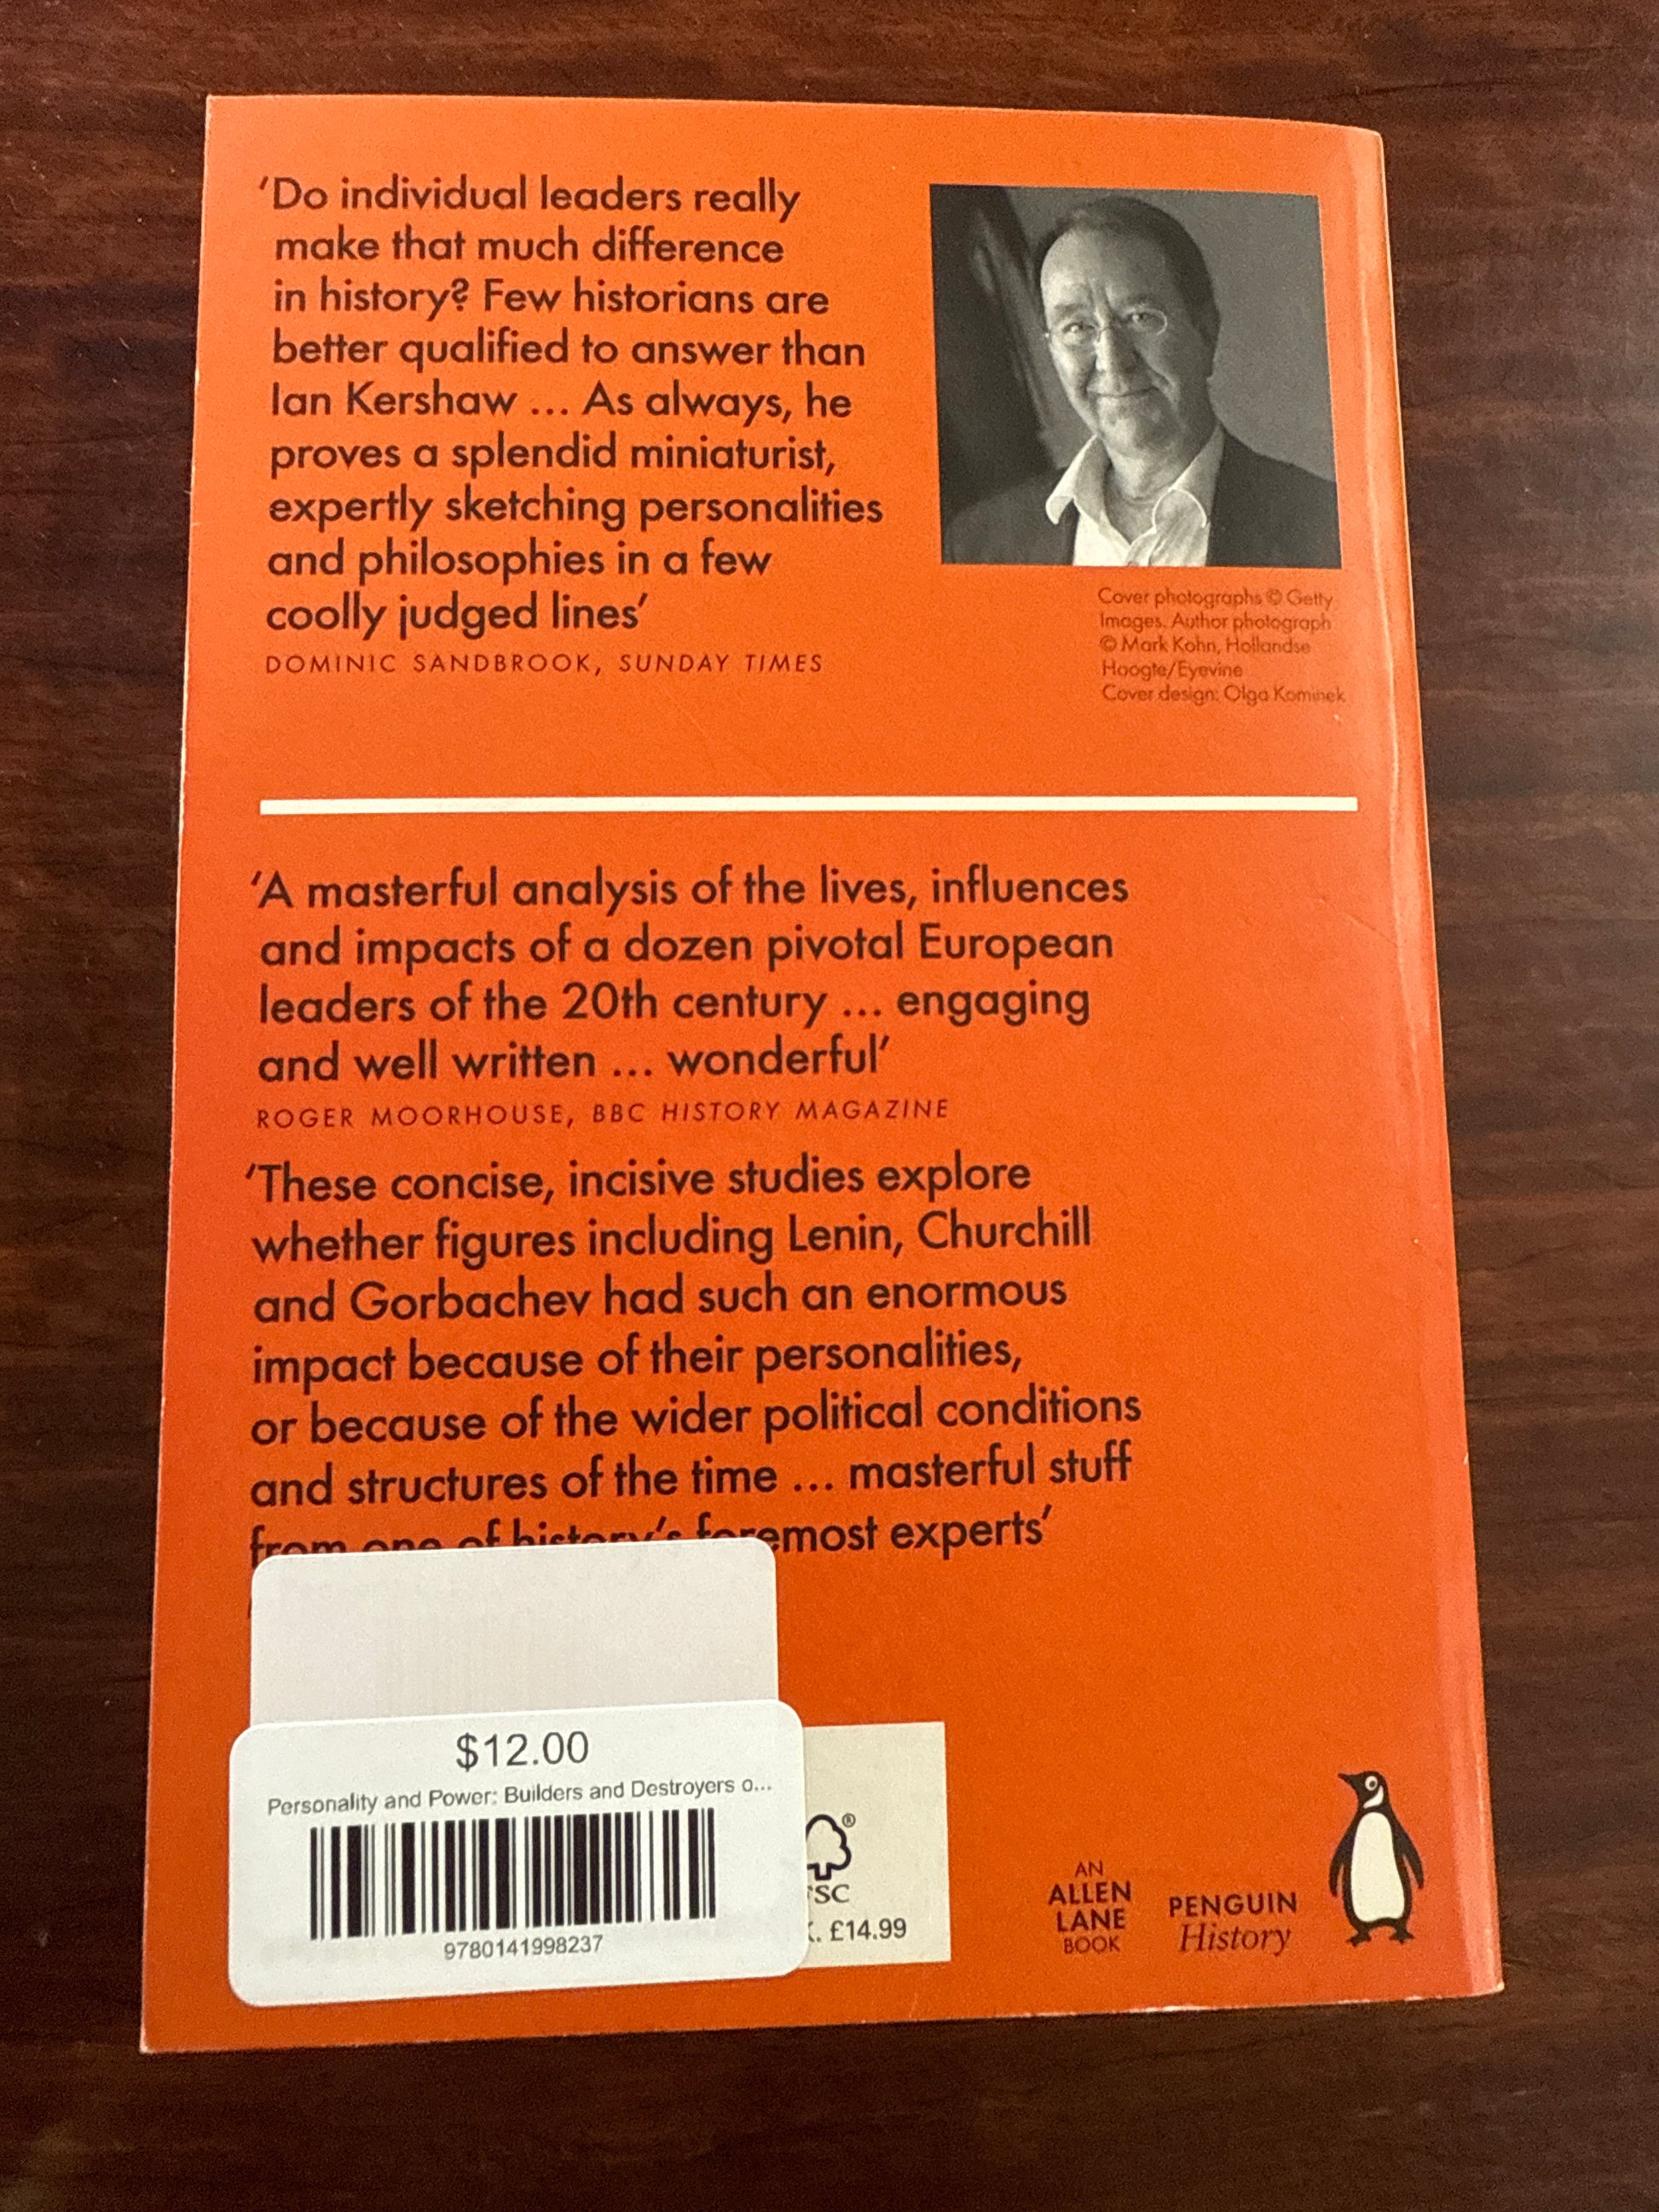 ‘Do individual leaders really
make that much difference
in history? Few historians are
better qualified to answer than
Ian Kershaw ... As always, he
proves a splendid miniaturist,
expertly sketching personalities
and philosophies in a few
coolly judged lines’
DOMINIC SANDBROOK, SUNDAY TIMES
Cover photographs © Getty
Images. Author photograph
© Mark Kohn, Hollandse
Hoogte/Eyevine
Cover design: Olga Kominek
‘A masterful analysis of the lives, influences
and impacts of a dozen pivotal European
leaders of the 20th century ... engaging
and well written ... wonderful’
ROGER MOORHOUSE, BBC HISTORY MAGAZINE
‘These concise, incisive studies explore
whether figures including Lenin, Churchill
and Gorbachev had such an enormous
impact because of their personalities,
or because of the wider political conditions
and structures of the time ... masterful stuff
from one of history’s foremost experts’
$12.00
Personality and Power: Builders and Destroyers o...
9780141998237
®
SC
£14.99
AN
ALLEN
LANE
BOOK
PENGUIN
History